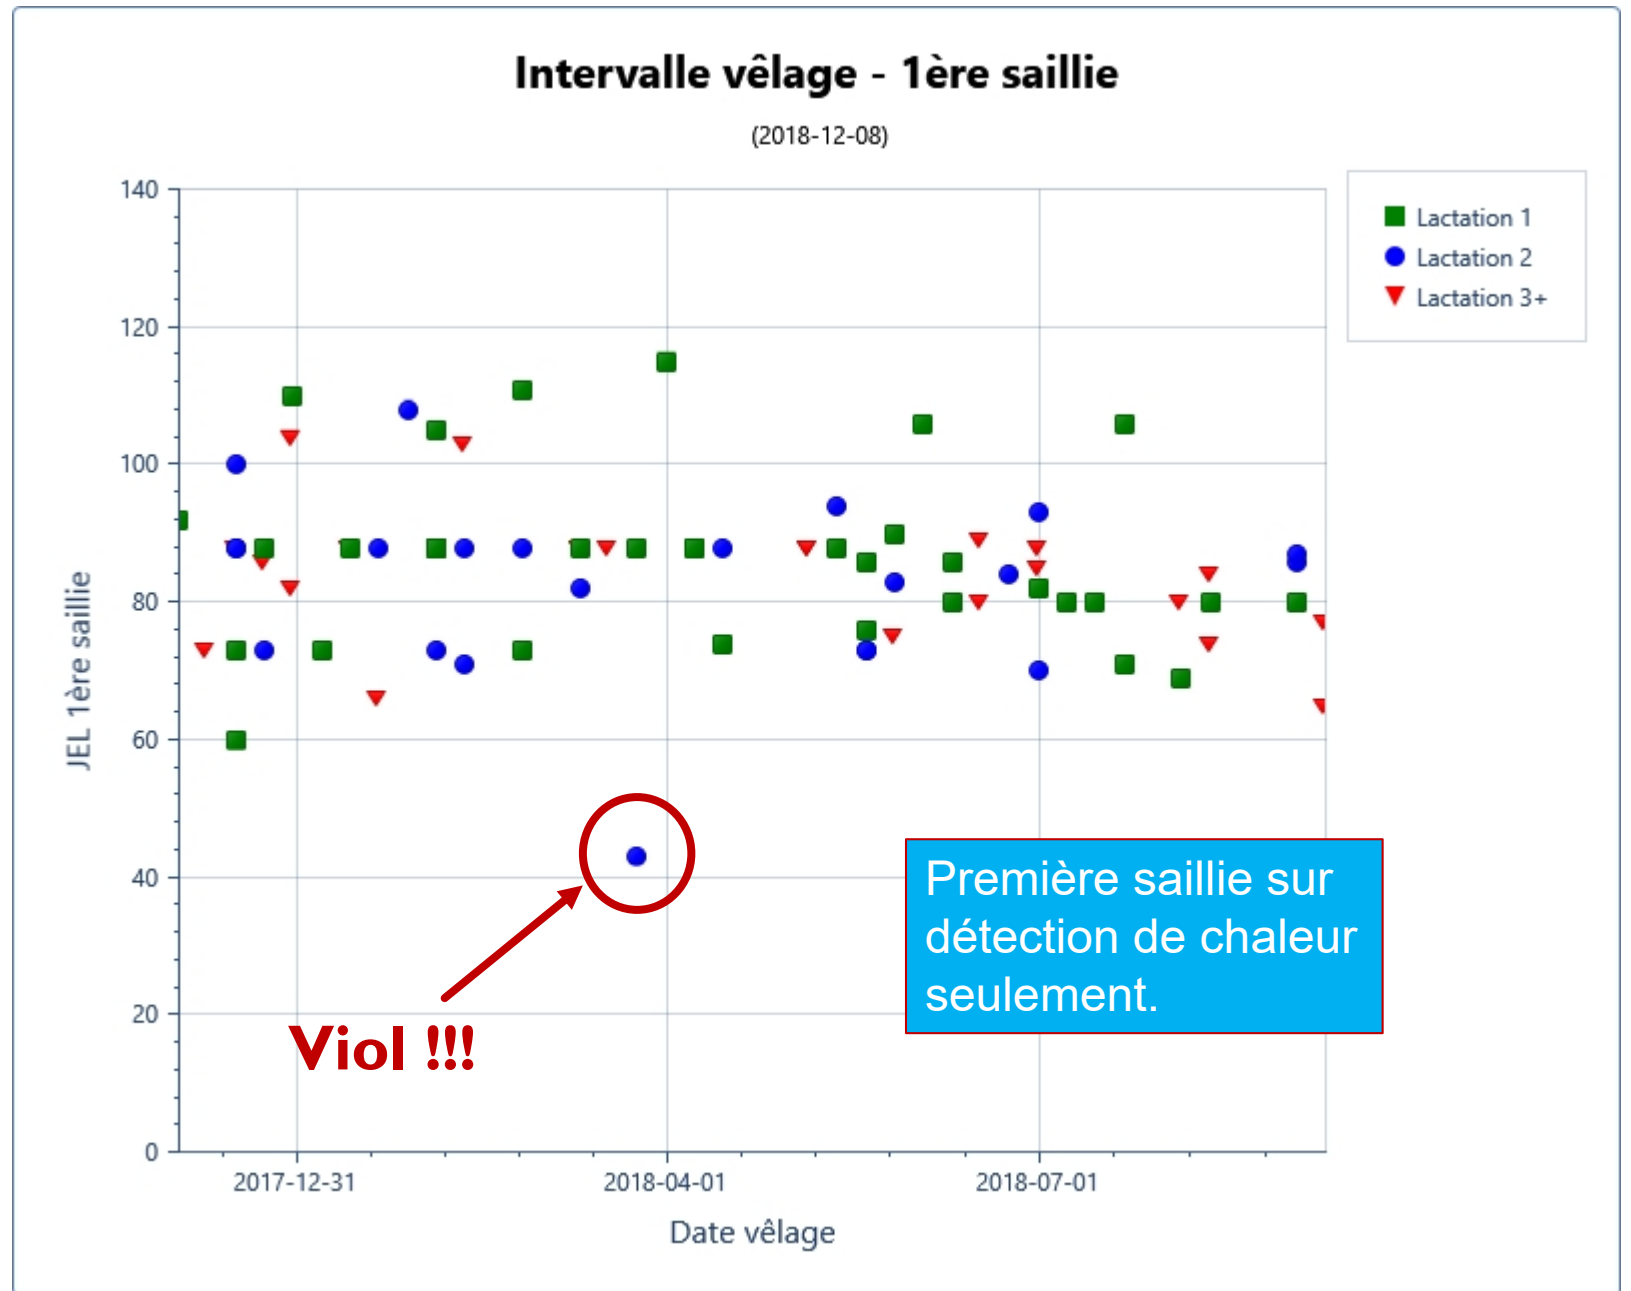 Intervalle vêlage - 1ère saillie
(2018-12-08)
Lactation 1
Lactation 2
Lactation 3+
JEL 1ère saillie
140
120
100
80
60
40
20
0
Première saillie sur
détection de chaleur
seulement.
Viol !!!
2017-12-31
2018-04-01
2018-07-01
Date vêlage